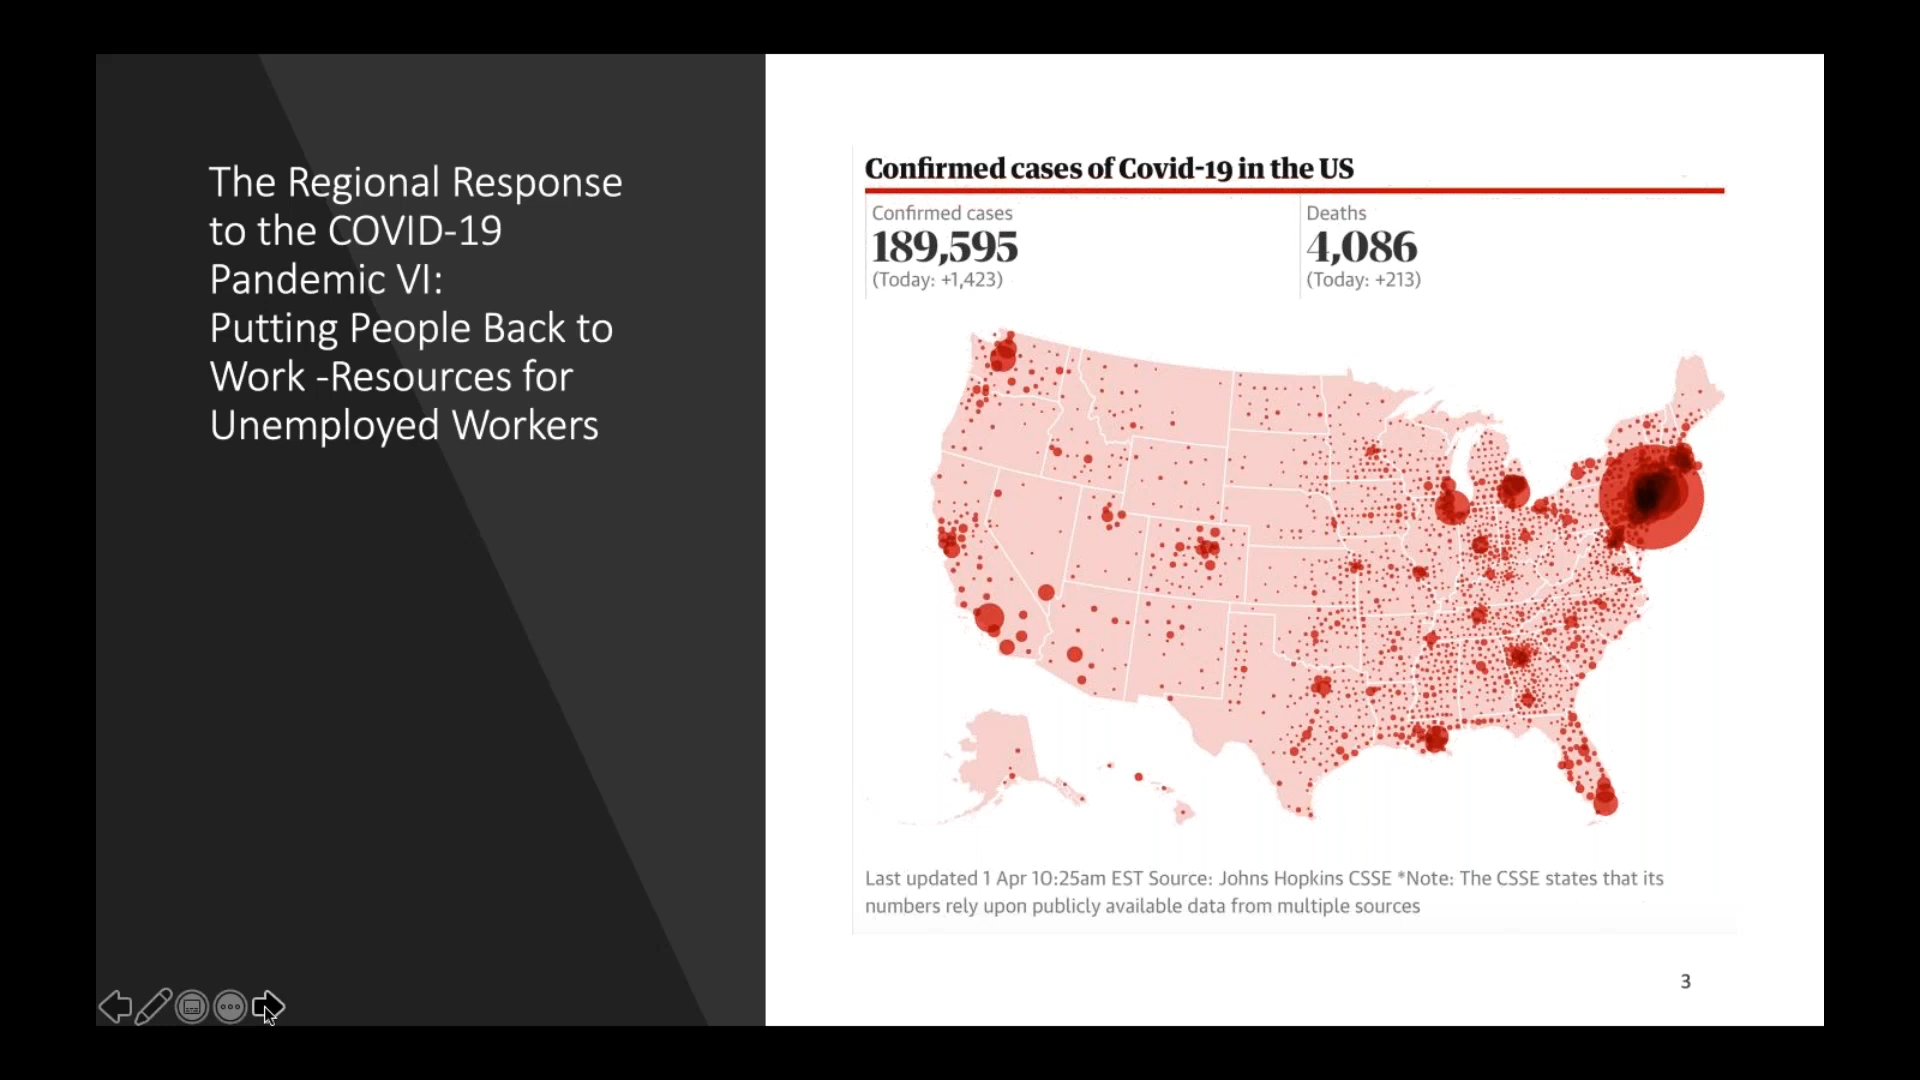 The Regional Response
to the COVID-19
Pandemic VI:
Putting People Back to
Work -Resources for
Unemployed Workers
Confirmed cases of Covid-19 in the US
Confirmed cases
189,595
(Today: +1,423)
Deaths
4,086
(Today: +213)
Last updated 1 Apr 10:25am EST Source: Johns Hopkins CSSE *Note: The CSSE states that its
numbers rely upon publicly available data from multiple sources
3